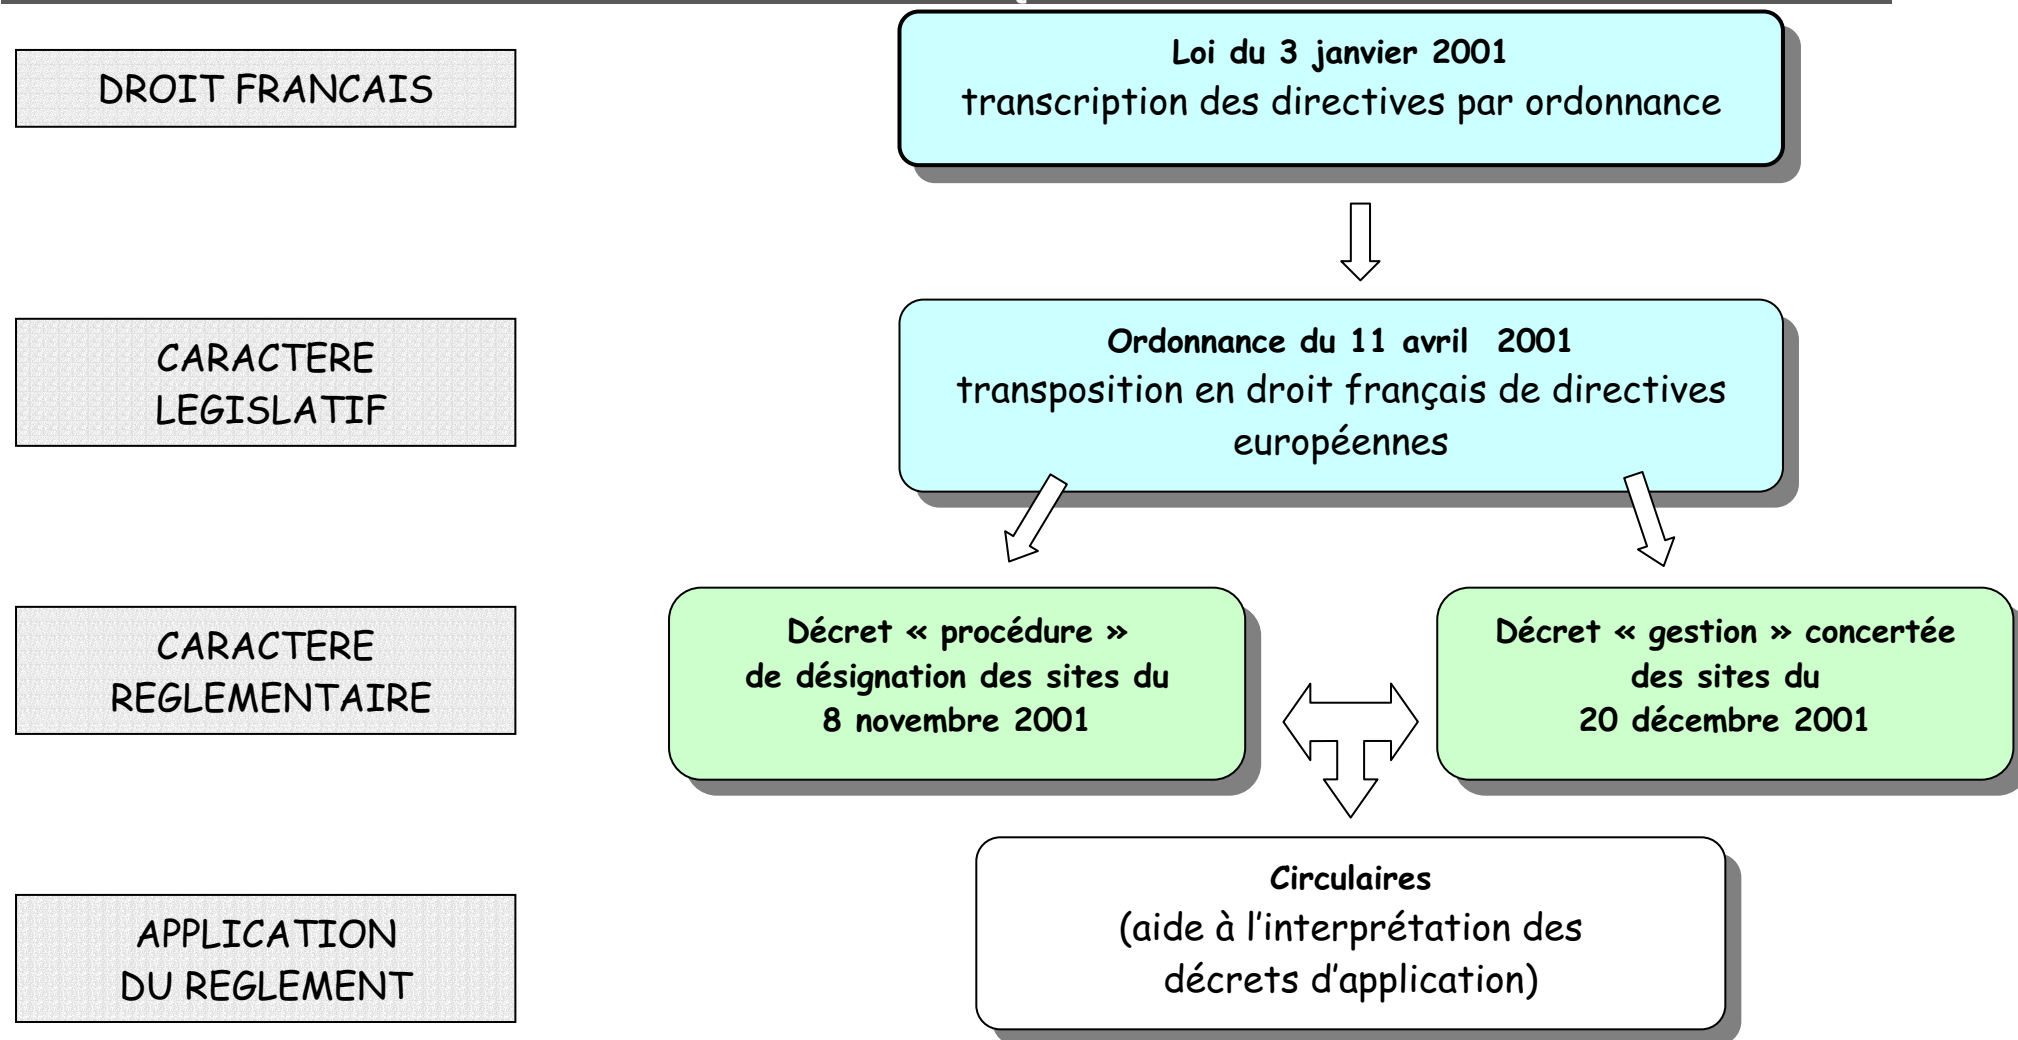 DROIT FRANCAIS
Loi du 3 janvier 2001
transcription des directives par ordonnance
CARACTERE
LEGISLATIF
Ordonnance du 11 avril  2001
transposition en droit français de directives
européennes
CARACTERE
REGLEMENTAIRE
Décret « procédure »
de désignation des sites du
8 novembre 2001
Décret « gestion » concertée
des sites du
20 décembre 2001
APPLICATION
DU REGLEMENT
Circulaires
(aide à l’interprétation des
décrets d’application)